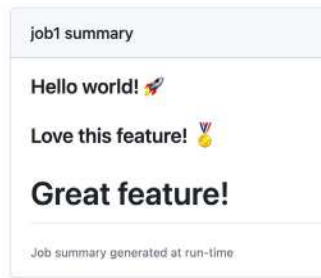 job1 summary
Hello world! 🚀
Love this feature! 🏅
Great feature!
Job summary generated at run-time